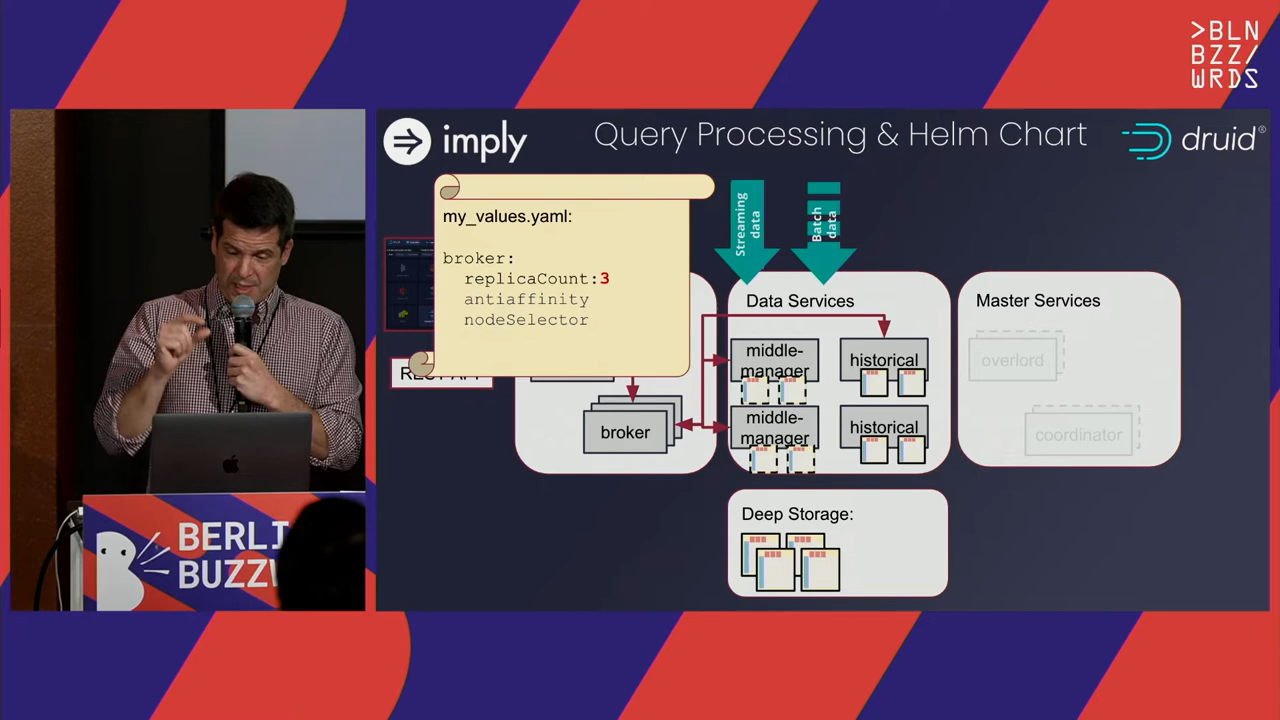 >BLN
BZZ/
WRDS
imply
Query Processing & Helm Chart
druid®
my_values.yaml:
broker:
replicaCount:3
antiaffinity
nodeSelector
Streaming
data
Batch
data
Data Services
Master Services
middle-
manager
historical
overlord
broker
middle-
manager
historical
coordinator
Deep Storage:
BERLI
BUZZW